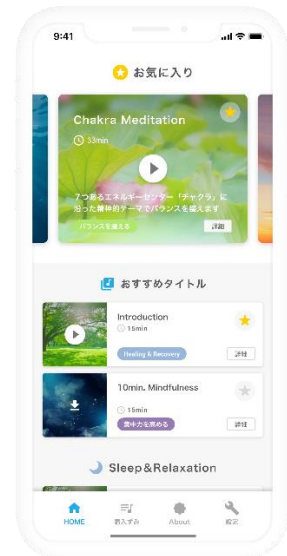 9:41
お気に入り
Chakra Meditation
33min
7つあるエネルギーセンター「チャクラ」に
沿った精神的テーマでバランスを整えます
バランスを整える
詳細
おすすめタイトル
Introduction
15min
Healing & Recovery
詳細
10min. Mindfulness
15min
集中力を高める
詳細
Sleep&Relaxation
HOME
購入ずみ
About
設定